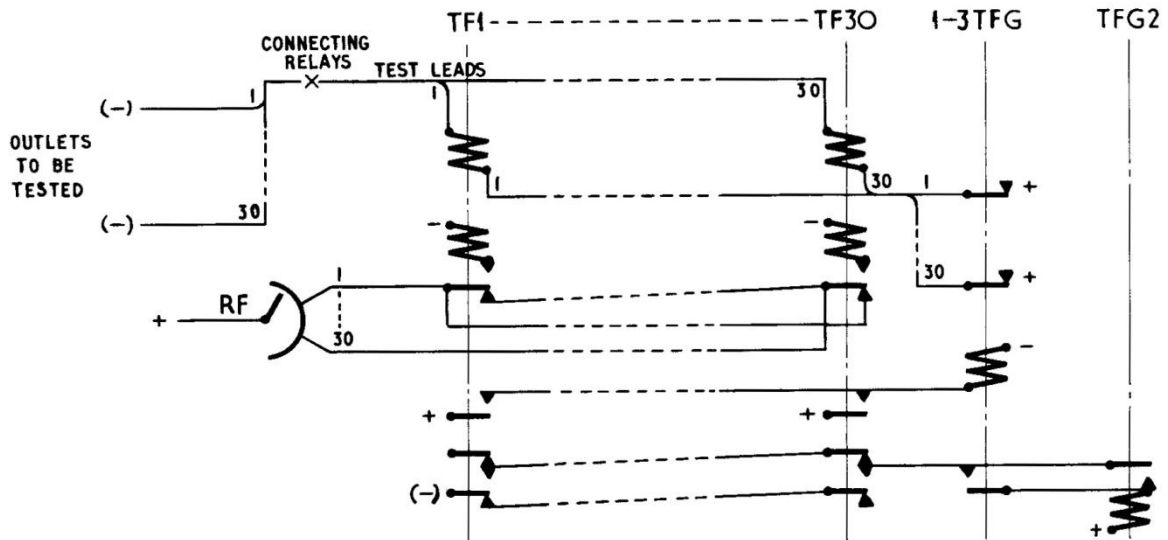 TF1 TF30 1-3TFG TFG2
CONNECTING
RELAYS
TEST LEADS
(-) 1 1 30
OUTLETS
TO BE
TESTED
1 30 1 +
(-) 30 - -
30 +
1
+ RF
30
-
+ +
(-)
+